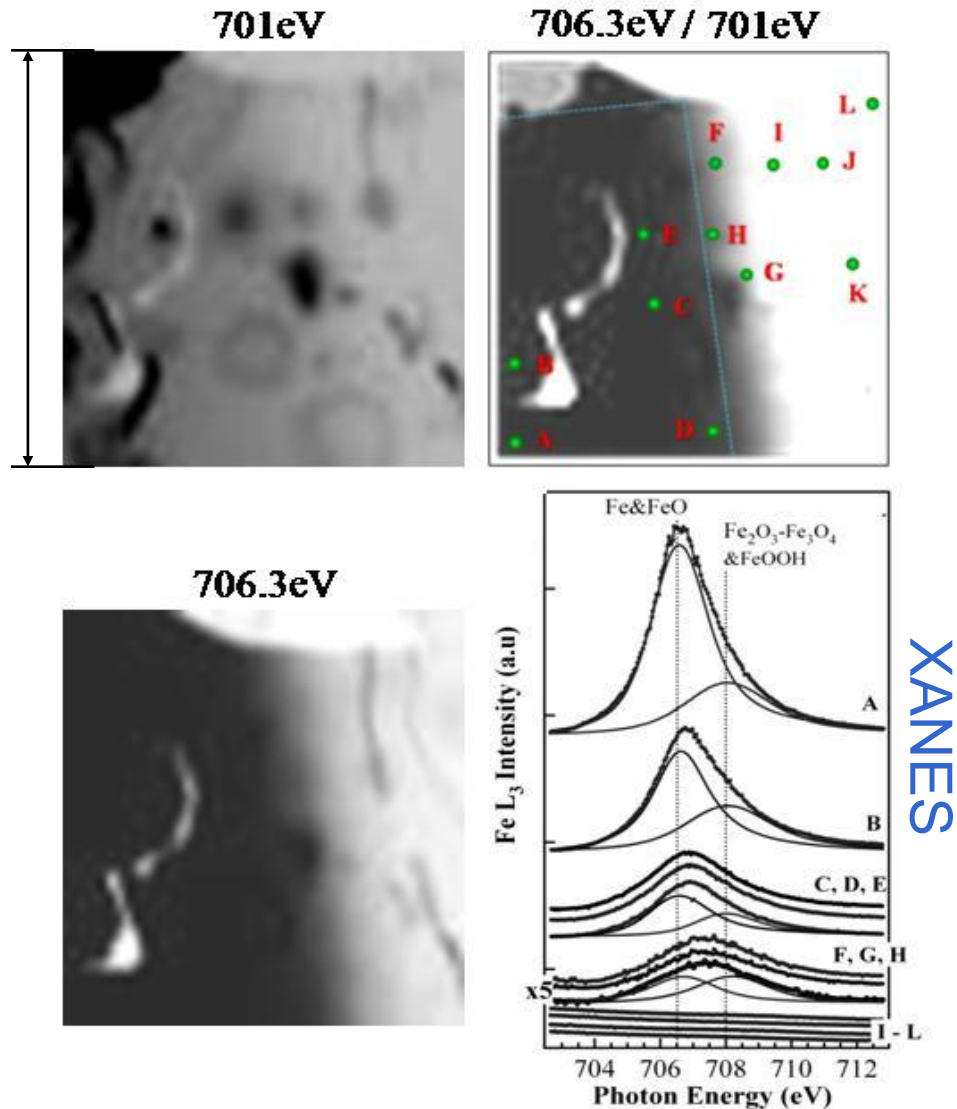 701eV
706.3eV / 701eV
L
F
I
J
E
H
G
K
C
B
D
A
706.3eV
Fe&FeO
Fe₂O₃-Fe₃O₄
&FeOOH
A
B
C, D, E
F, G, H
x5
I - L
Fe L₃ Intensity (a.u)
704 706 708 710 712
Photon Energy (eV)
XANES